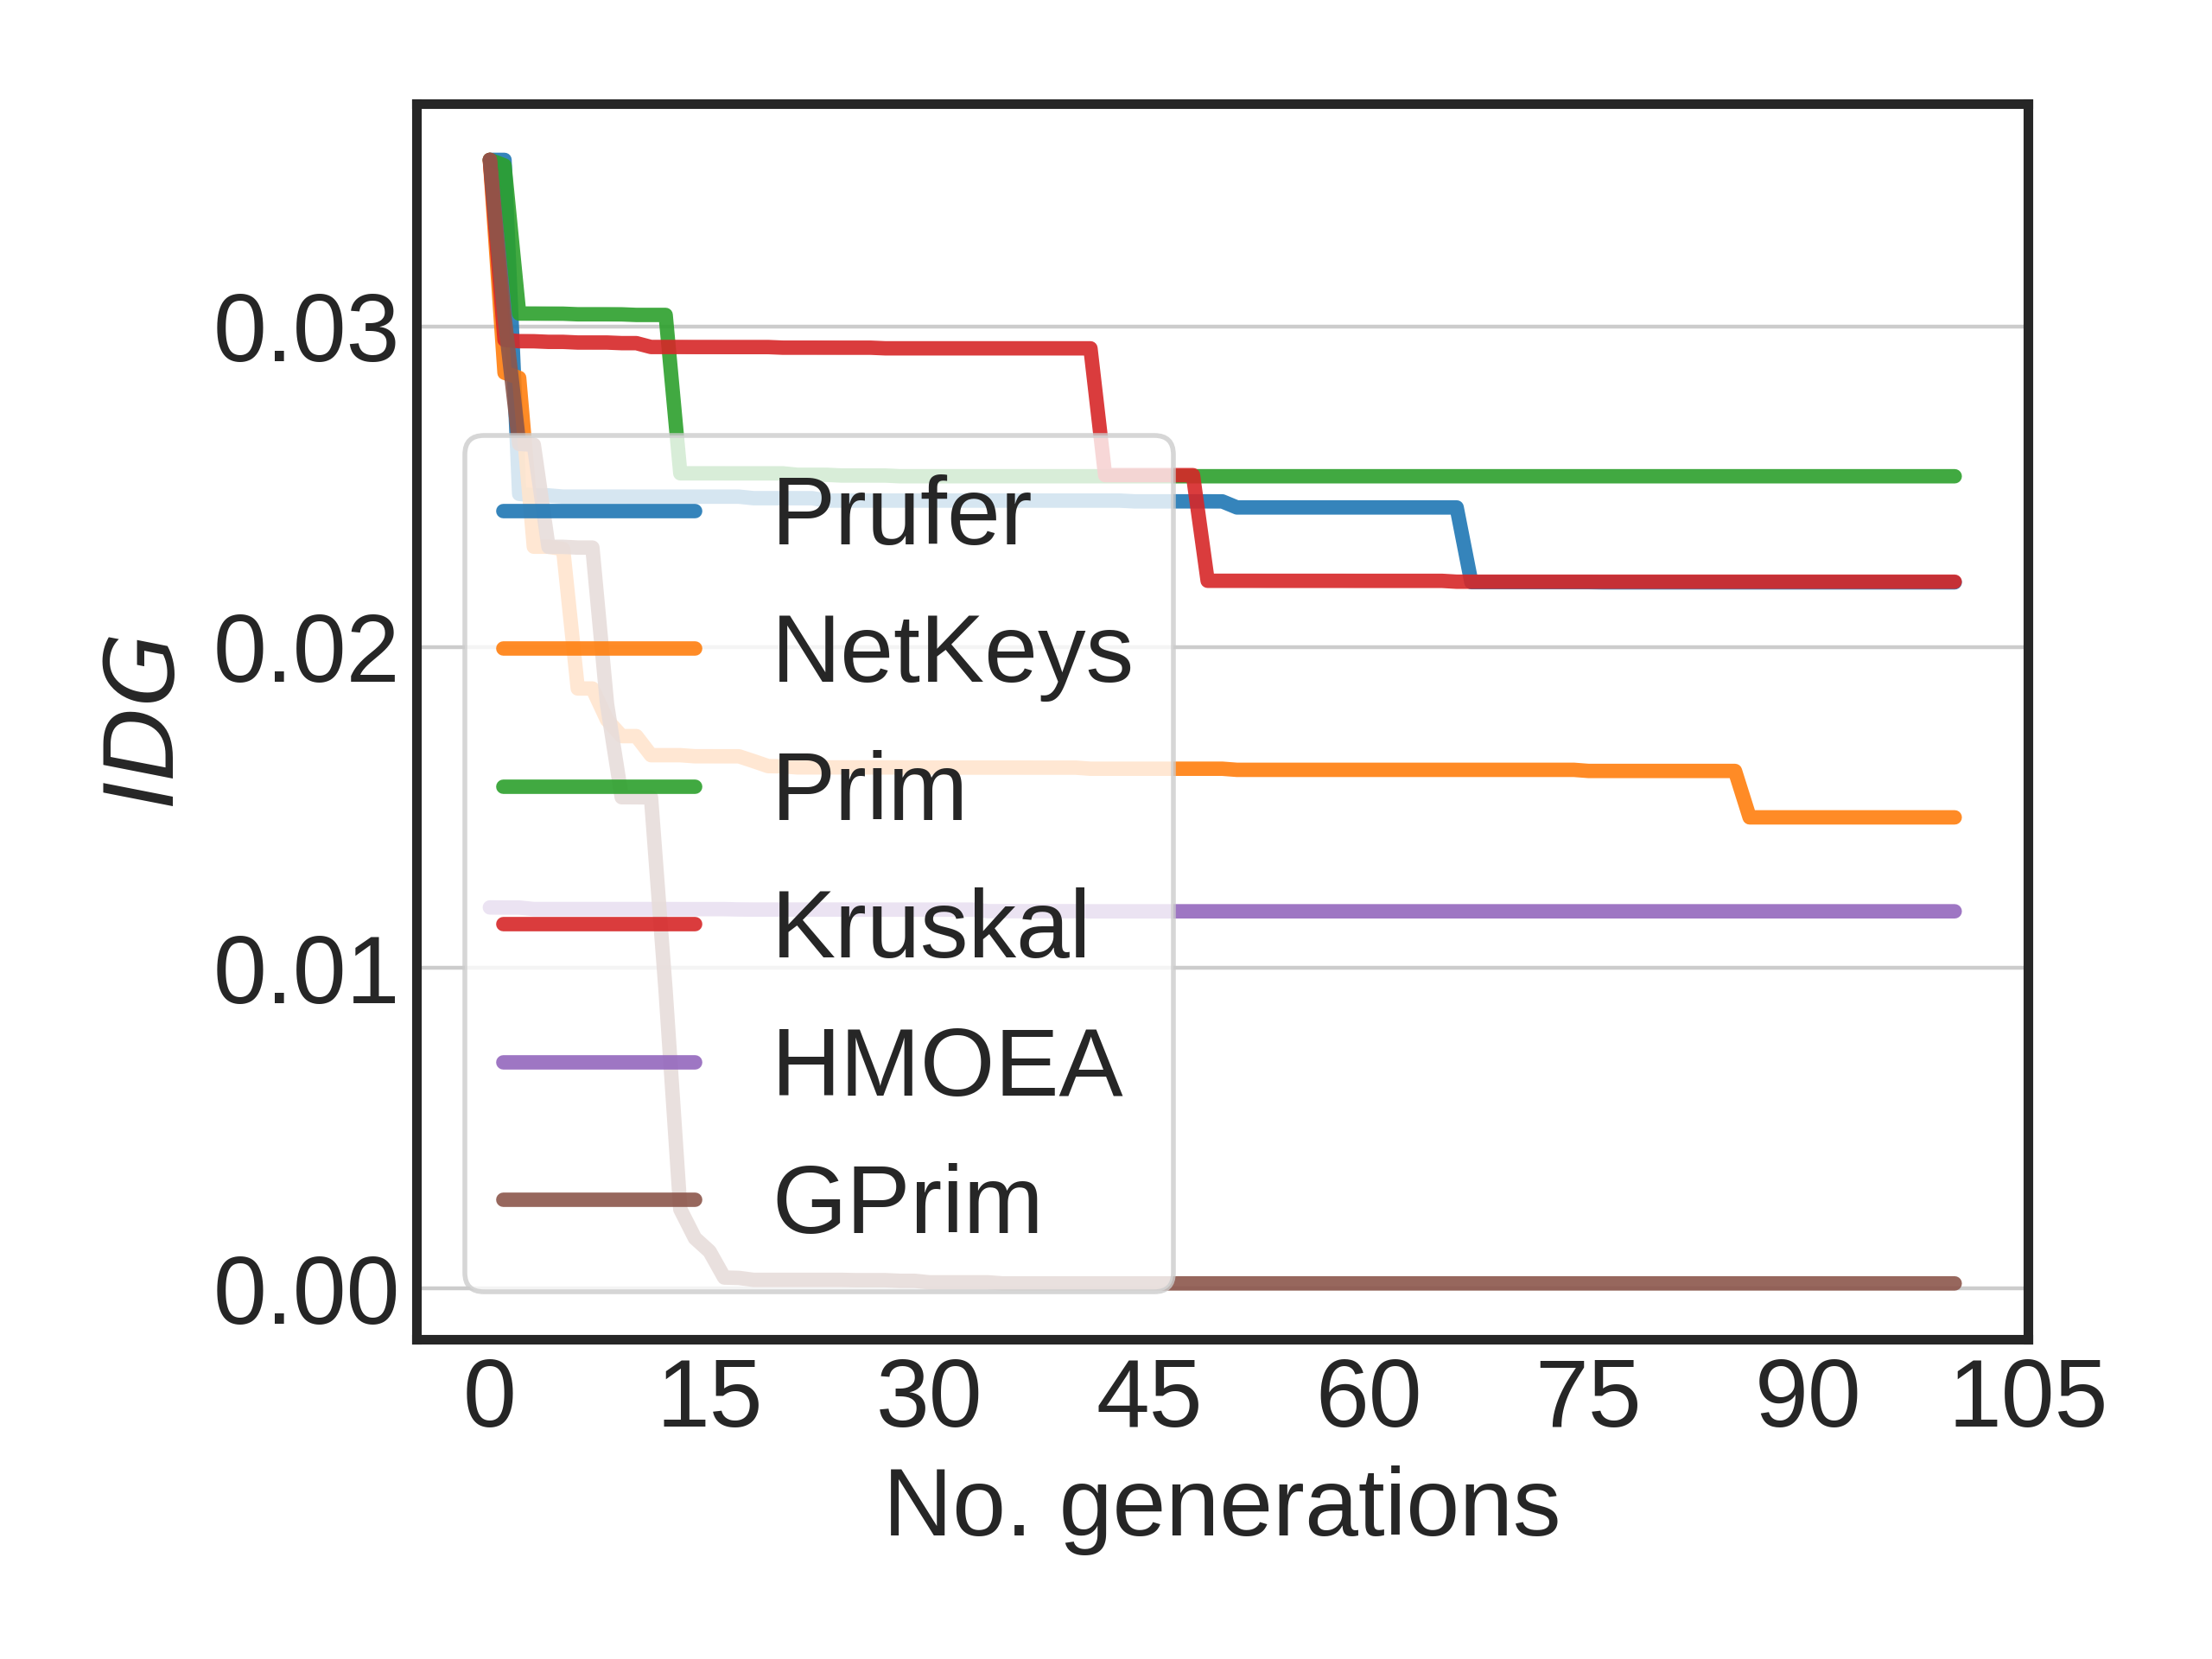 IDG
0.03
0.02
0.01
0.00
Prufer
NetKeys
Prim
Kruskal
HMOEA
GPrim
0 15 30 45 60 75 90 105
No. generations